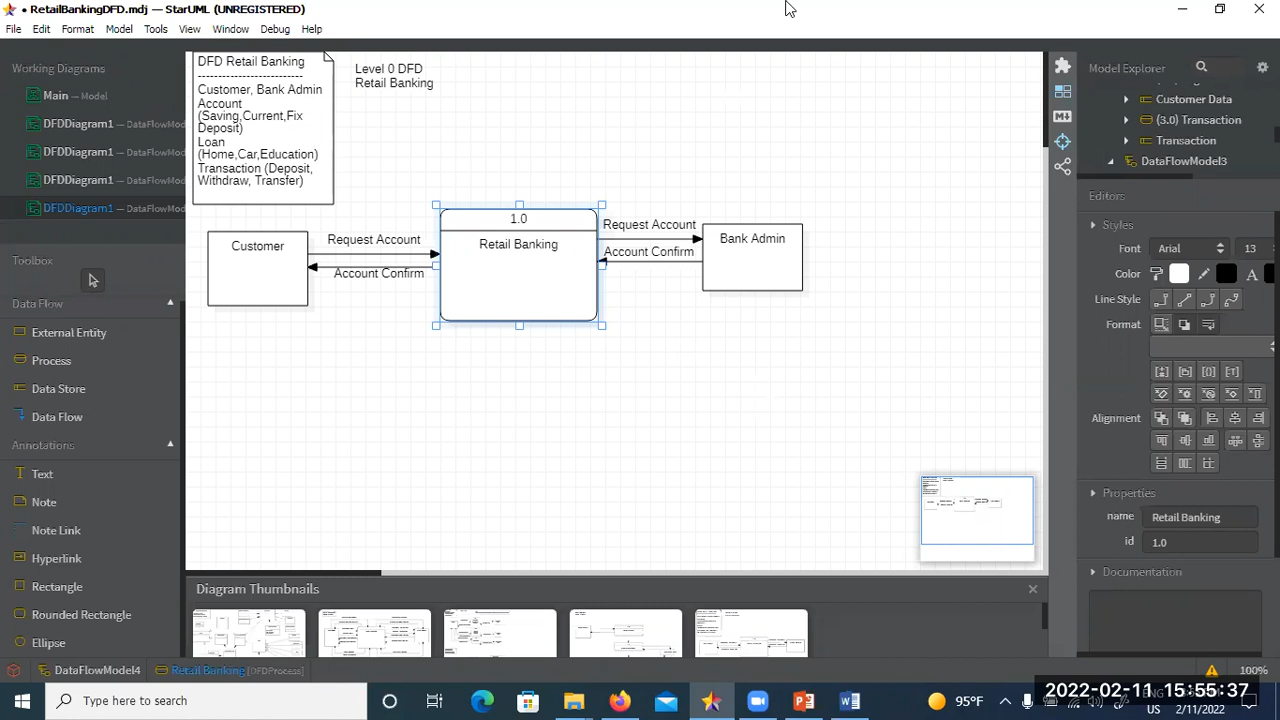 • RetailBankingDFD.mdj — StarUML (UNREGISTERED)
File Edit Format Model Tools View Window Debug Help
Working Diagrams
Main — Model
DFDDiagram1 — DataFlowMod
DFDDiagram1 — DataFlowMod
DFDDiagram1 — DataFlowMod
DFDDiagram1 — DataFlowMod
Toolbox
Data Flow
External Entity
Process
Data Store
Data Flow
Annotations
Text
Note
Note Link
Hyperlink
Rectangle
Rounded Rectangle
Ellipse
DFD Retail Banking
--------------------------
Customer, Bank Admin
Account
(Saving,Current,Fix
Deposit)
Loan
(Home,Car,Education)
Transaction (Deposit,
Withdraw, Transfer)
Level 0 DFD
Retail Banking
Customer
Request Account
Account Confirm
1.0
Retail Banking
Request Account
Account Confirm
Bank Admin
Diagram Thumbnails
Model Explorer
Customer Data
(3.0) Transaction
Transaction
DataFlowModel3
Editors
Styles
Font Arial 13
Color A
Line Style
Format
Alignment
Properties
name Retail Banking
id 1.0
Documentation
DataFlowModel4 Retail Banking [DFDProcess]
100%
Type here to search
95°F
ENG
US
2/11/2022
2022-02-11 15:55:37